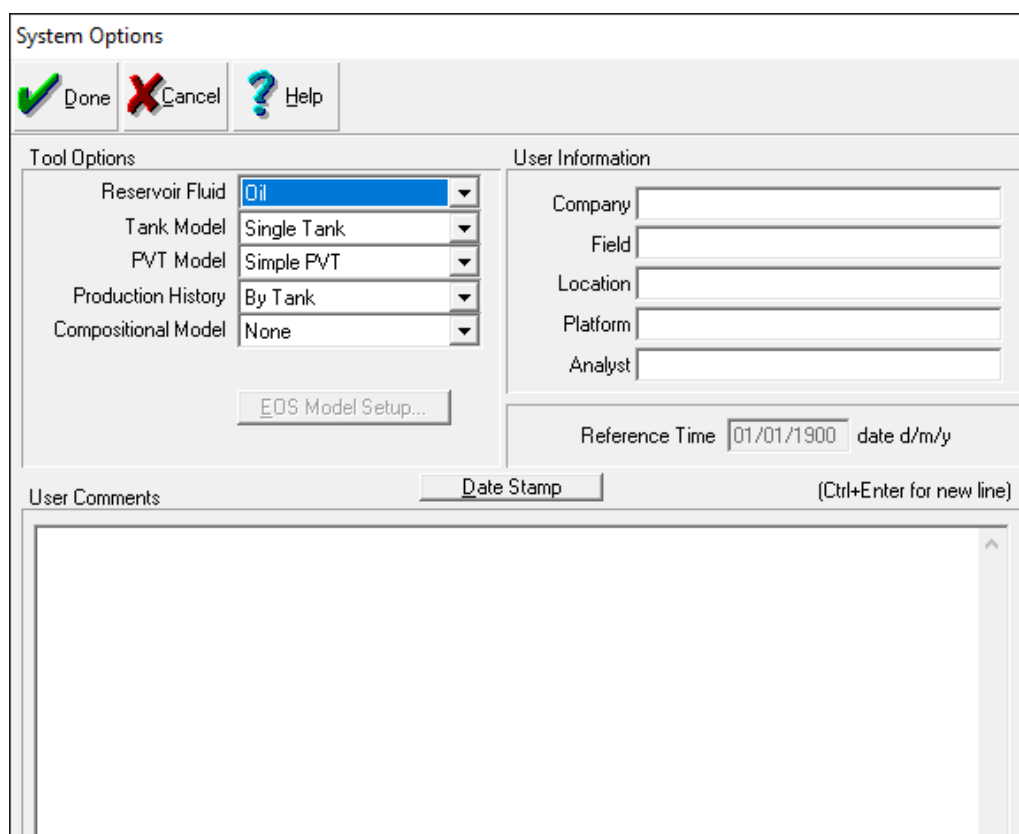 System Options
Done Cancel Help
Tool Options
Reservoir Fluid Oil
Tank Model Single Tank
PVT Model Simple PVT
Production History By Tank
Compositional Model None
EOS Model Setup...
User Information
Company
Field
Location
Platform
Analyst
Reference Time 01/01/1900 date d/m/y
User Comments Date Stamp (Ctrl+Enter for new line)